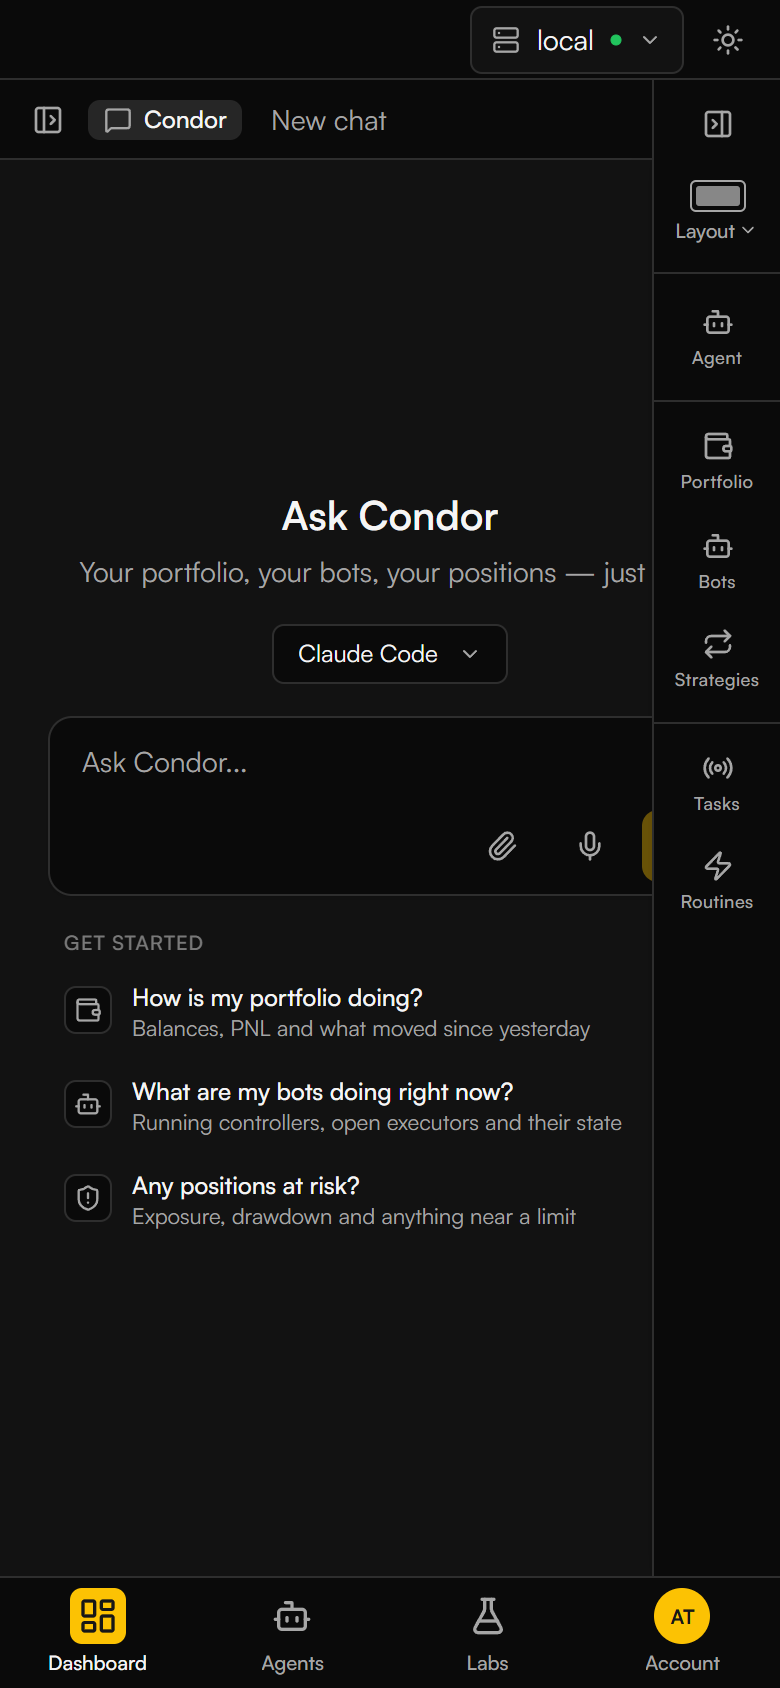 local
Condor
New chat
Layout
Agent
Portfolio
Bots
Strategies
Tasks
Routines
Ask Condor
Your portfolio, your bots, your positions — just
Claude Code
Ask Condor...
GET STARTED
How is my portfolio doing?
Balances, PNL and what moved since yesterday
What are my bots doing right now?
Running controllers, open executors and their state
Any positions at risk?
Exposure, drawdown and anything near a limit
Dashboard
Agents
Labs
AT
Account